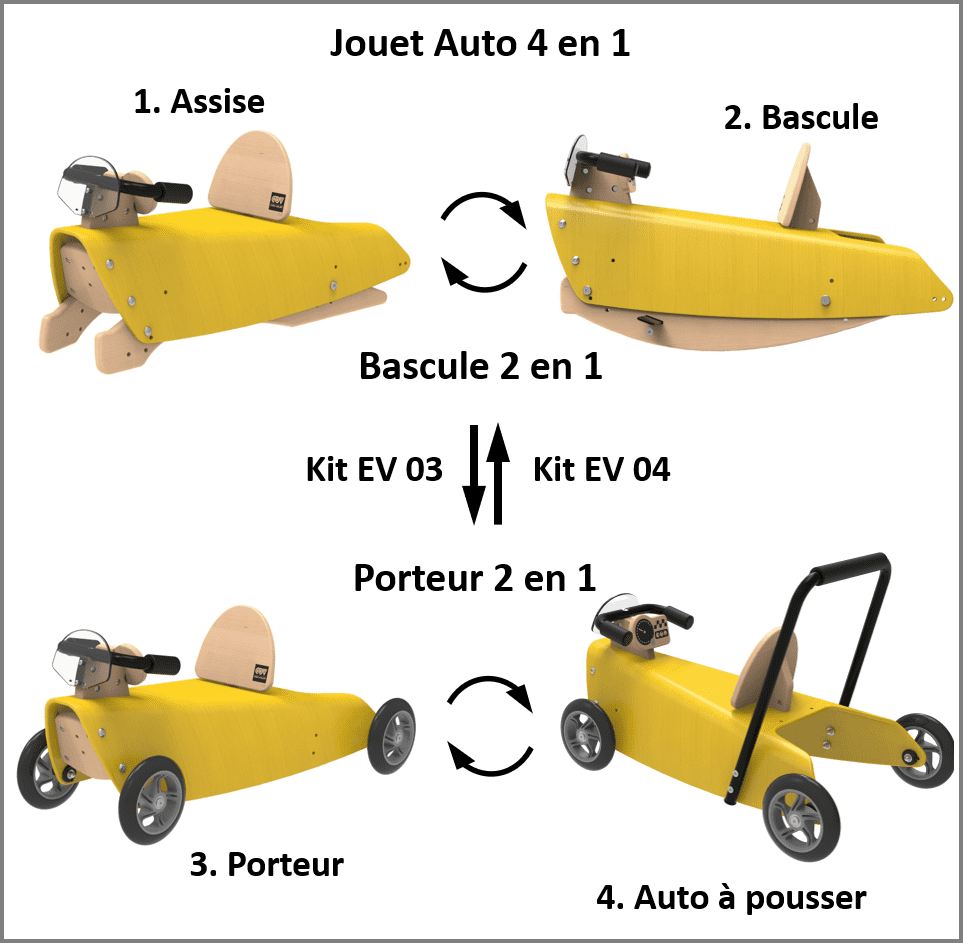 Jouet Auto 4 en 1
1. Assise
2. Bascule
Bascule 2 en 1
Kit EV 03
Kit EV 04
Porteur 2 en 1
3. Porteur
4. Auto à pousser